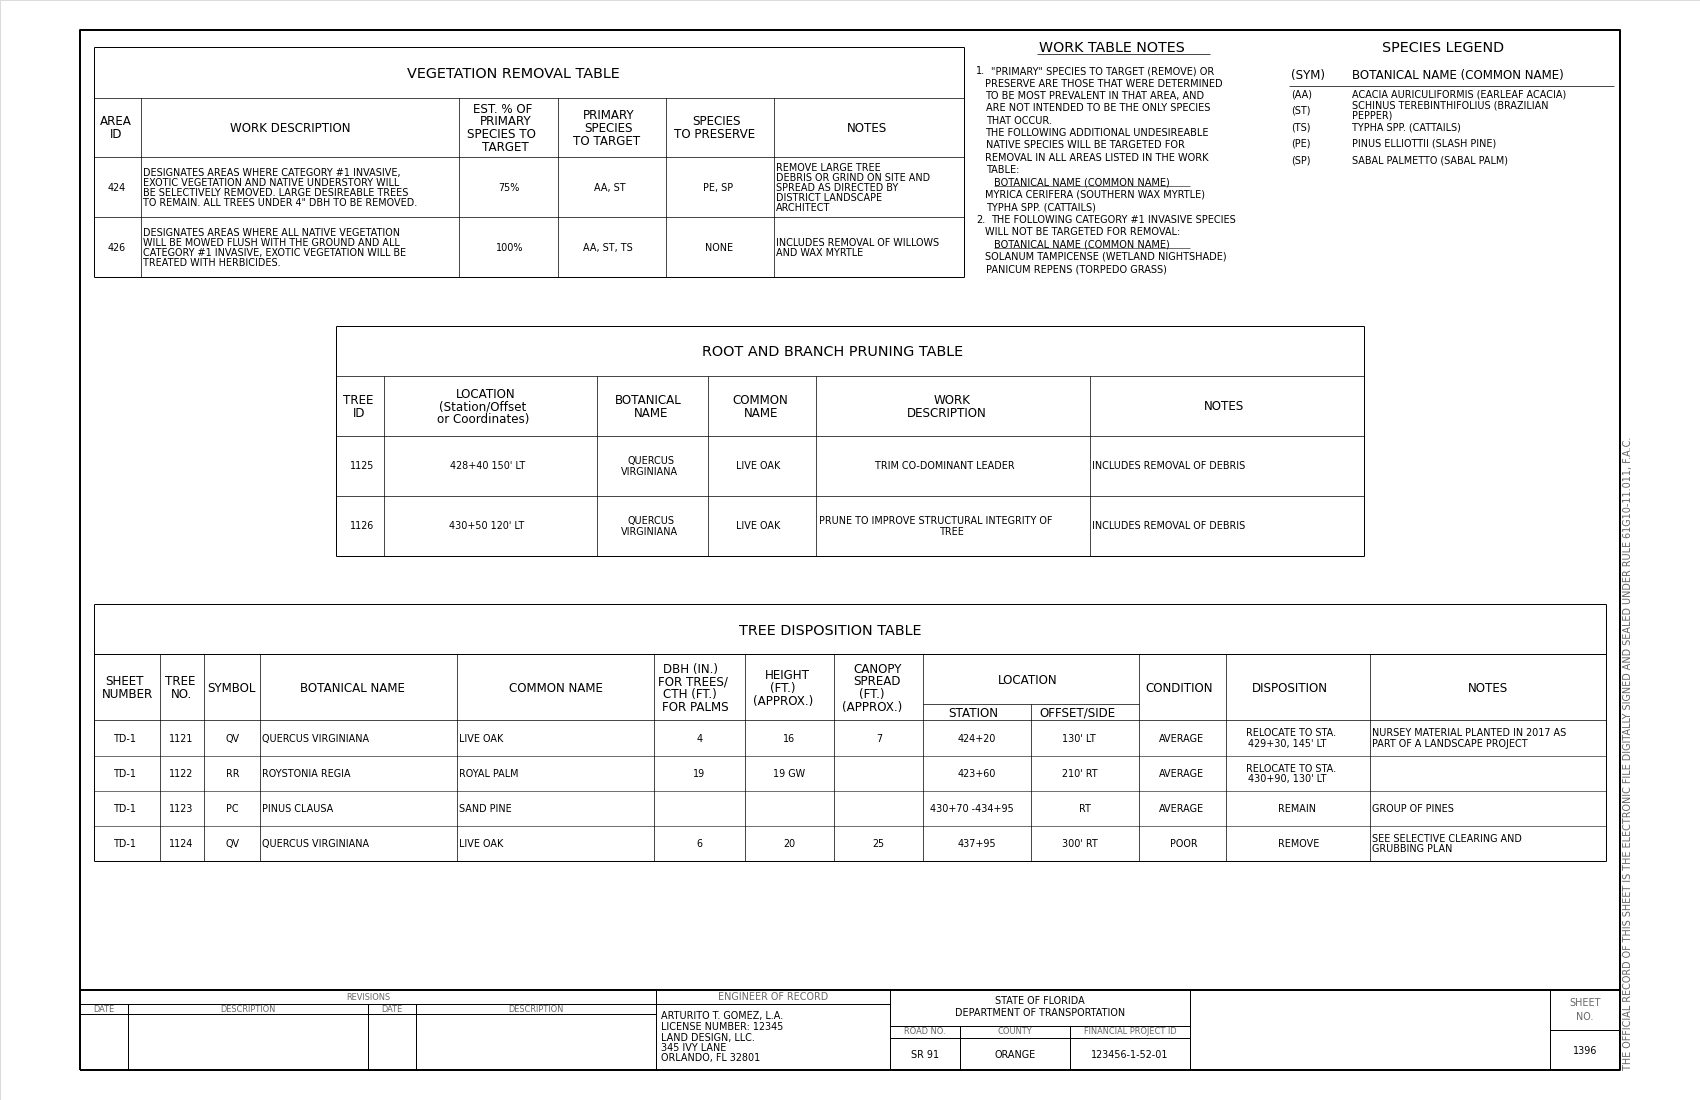 VEGETATION REMOVAL TABLE
AREA
ID
WORK DESCRIPTION
EST. % OF
PRIMARY
SPECIES TO
TARGET
PRIMARY
SPECIES
TO TARGET
SPECIES
TO PRESERVE
NOTES
424
DESIGNATES AREAS WHERE CATEGORY #1 INVASIVE,
EXOTIC VEGETATION AND NATIVE UNDERSTORY WILL
BE SELECTIVELY REMOVED. LARGE DESIREABLE TREES
TO REMAIN. ALL TREES UNDER 4" DBH TO BE REMOVED.
75%
AA, ST
PE, SP
REMOVE LARGE TREE
DEBRIS OR GRIND ON SITE AND
SPREAD AS DIRECTED BY
DISTRICT LANDSCAPE
ARCHITECT
426
DESIGNATES AREAS WHERE ALL NATIVE VEGETATION
WILL BE MOWED FLUSH WITH THE GROUND AND ALL
CATEGORY #1 INVASIVE, EXOTIC VEGETATION WILL BE
TREATED WITH HERBICIDES.
100%
AA, ST, TS
NONE
INCLUDES REMOVAL OF WILLOWS
AND WAX MYRTLE
WORK TABLE NOTES
1. "PRIMARY" SPECIES TO TARGET (REMOVE) OR
PRESERVE ARE THOSE THAT WERE DETERMINED
TO BE MOST PREVALENT IN THAT AREA, AND
ARE NOT INTENDED TO BE THE ONLY SPECIES
THAT OCCUR.
THE FOLLOWING ADDITIONAL UNDESIREABLE
NATIVE SPECIES WILL BE TARGETED FOR
REMOVAL IN ALL AREAS LISTED IN THE WORK
TABLE:
BOTANICAL NAME (COMMON NAME)
MYRICA CERIFERA (SOUTHERN WAX MYRTLE)
TYPHA SPP. (CATTAILS)
2. THE FOLLOWING CATEGORY #1 INVASIVE SPECIES
WILL NOT BE TARGETED FOR REMOVAL:
BOTANICAL NAME (COMMON NAME)
SOLANUM TAMPICENSE (WETLAND NIGHTSHADE)
PANICUM REPENS (TORPEDO GRASS)
SPECIES LEGEND
(SYM) BOTANICAL NAME (COMMON NAME)
(AA) ACACIA AURICULIFORMIS (EARLEAF ACACIA)
(ST) SCHINUS TEREBINTHIFOLIUS (BRAZILIAN
PEPPER)
(TS) TYPHA SPP. (CATTAILS)
(PE) PINUS ELLIOTTII (SLASH PINE)
(SP) SABAL PALMETTO (SABAL PALM)
ROOT AND BRANCH PRUNING TABLE
TREE
ID
LOCATION
(Station/Offset
or Coordinates)
BOTANICAL
NAME
COMMON
NAME
WORK
DESCRIPTION
NOTES
1125
428+40 150' LT
QUERCUS
VIRGINIANA
LIVE OAK
TRIM CO-DOMINANT LEADER
INCLUDES REMOVAL OF DEBRIS
1126
430+50 120' LT
QUERCUS
VIRGINIANA
LIVE OAK
PRUNE TO IMPROVE STRUCTURAL INTEGRITY OF
TREE
INCLUDES REMOVAL OF DEBRIS
TREE DISPOSITION TABLE
SHEET
NUMBER
TREE
NO.
SYMBOL
BOTANICAL NAME
COMMON NAME
DBH (IN.)
FOR TREES/
CTH (FT.)
FOR PALMS
HEIGHT
(FT.)
(APPROX.)
CANOPY
SPREAD
(FT.)
(APPROX.)
LOCATION
STATION
OFFSET/SIDE
CONDITION
DISPOSITION
NOTES
TD-1
1121
QV
QUERCUS VIRGINIANA
LIVE OAK
4
16
7
424+20
130' LT
AVERAGE
RELOCATE TO STA.
429+30, 145' LT
NURSEY MATERIAL PLANTED IN 2017 AS
PART OF A LANDSCAPE PROJECT
TD-1
1122
RR
ROYSTONIA REGIA
ROYAL PALM
19
19 GW
423+60
210' RT
AVERAGE
RELOCATE TO STA.
430+90, 130' LT
TD-1
1123
PC
PINUS CLAUSA
SAND PINE
430+70 -434+95
RT
AVERAGE
REMAIN
GROUP OF PINES
TD-1
1124
QV
QUERCUS VIRGINIANA
LIVE OAK
6
20
25
437+95
300' RT
POOR
REMOVE
SEE SELECTIVE CLEARING AND
GRUBBING PLAN
THE OFFICIAL RECORD OF THIS SHEET IS THE ELECTRONIC FILE DIGITALLY SIGNED AND SEALED UNDER RULE 61G10-11.011, F.A.C.
REVISIONS
DATE
DESCRIPTION
DATE
DESCRIPTION
ENGINEER OF RECORD
ARTURITO T. GOMEZ, L.A.
LICENSE NUMBER: 12345
LAND DESIGN, LLC.
345 IVY LANE
ORLANDO, FL 32801
STATE OF FLORIDA
DEPARTMENT OF TRANSPORTATION
ROAD NO.
COUNTY
FINANCIAL PROJECT ID
SR 91
ORANGE
123456-1-52-01
SHEET
NO.
1396